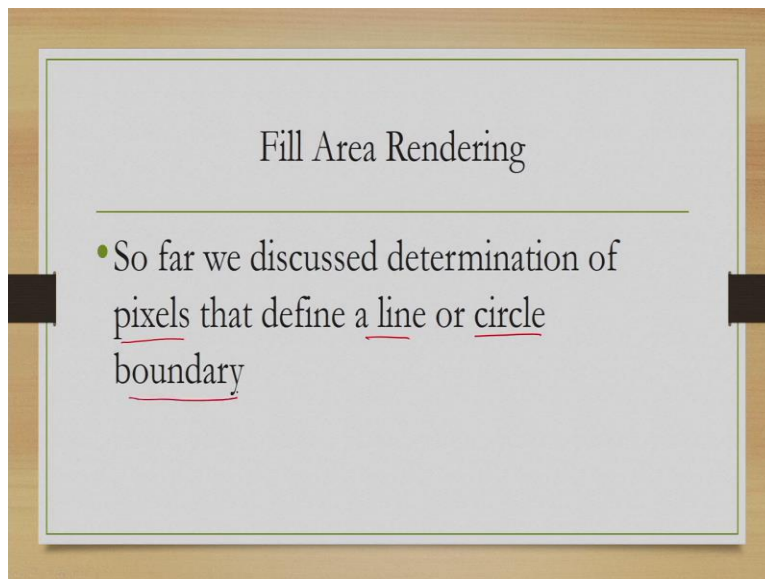 Fill Area Rendering
•So far we discussed determination of
pixels that define a line or circle
boundary